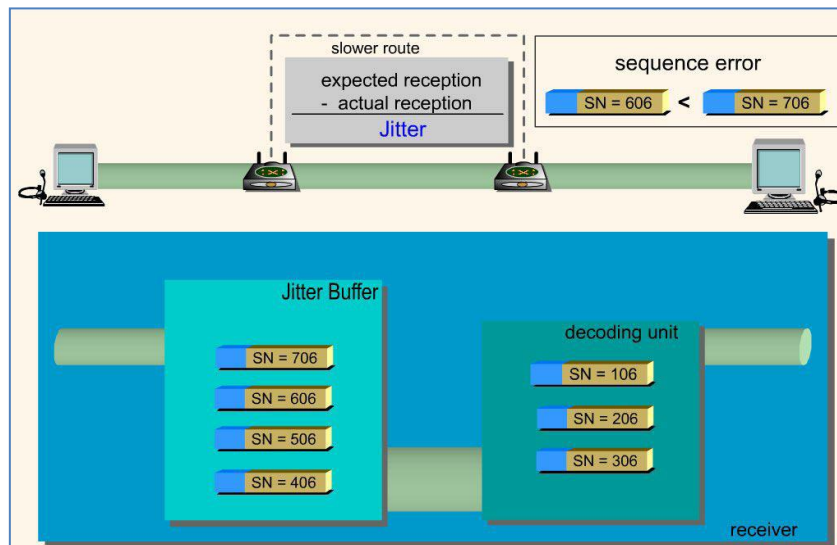 slower route
expected reception
- actual reception
Jitter
sequence error
SN = 606 < SN = 706
Jitter Buffer
SN = 706
SN = 606
SN = 506
SN = 406
decoding unit
SN = 106
SN = 206
SN = 306
receiver